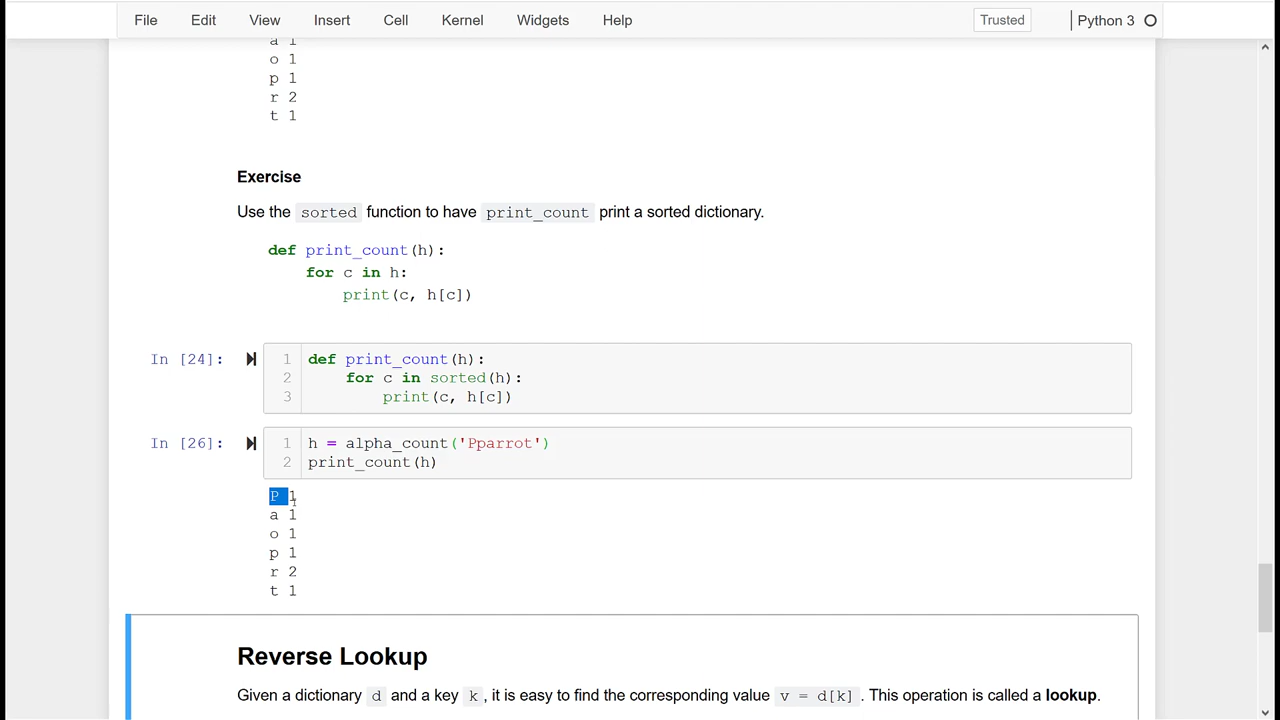 File Edit View Insert Cell Kernel Widgets Help Trusted Python 3
a 1
o 1
p 1
r 2
t 1
Exercise
Use the sorted function to have print_count print a sorted dictionary.
def print_count(h):
for c in h:
print(c, h[c])
In [24]: 1 def print_count(h):
2 for c in sorted(h):
3 print(c, h[c])
In [26]: 1 h = alpha_count('Pparrot')
2 print_count(h)
P 1
a 1
o 1
p 1
r 2
t 1
Reverse Lookup
Given a dictionary d and a key k, it is easy to find the corresponding value v = d[k]. This operation is called a lookup.